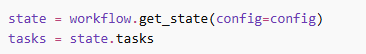 state = workflow.get_state(config=config)
tasks = state.tasks